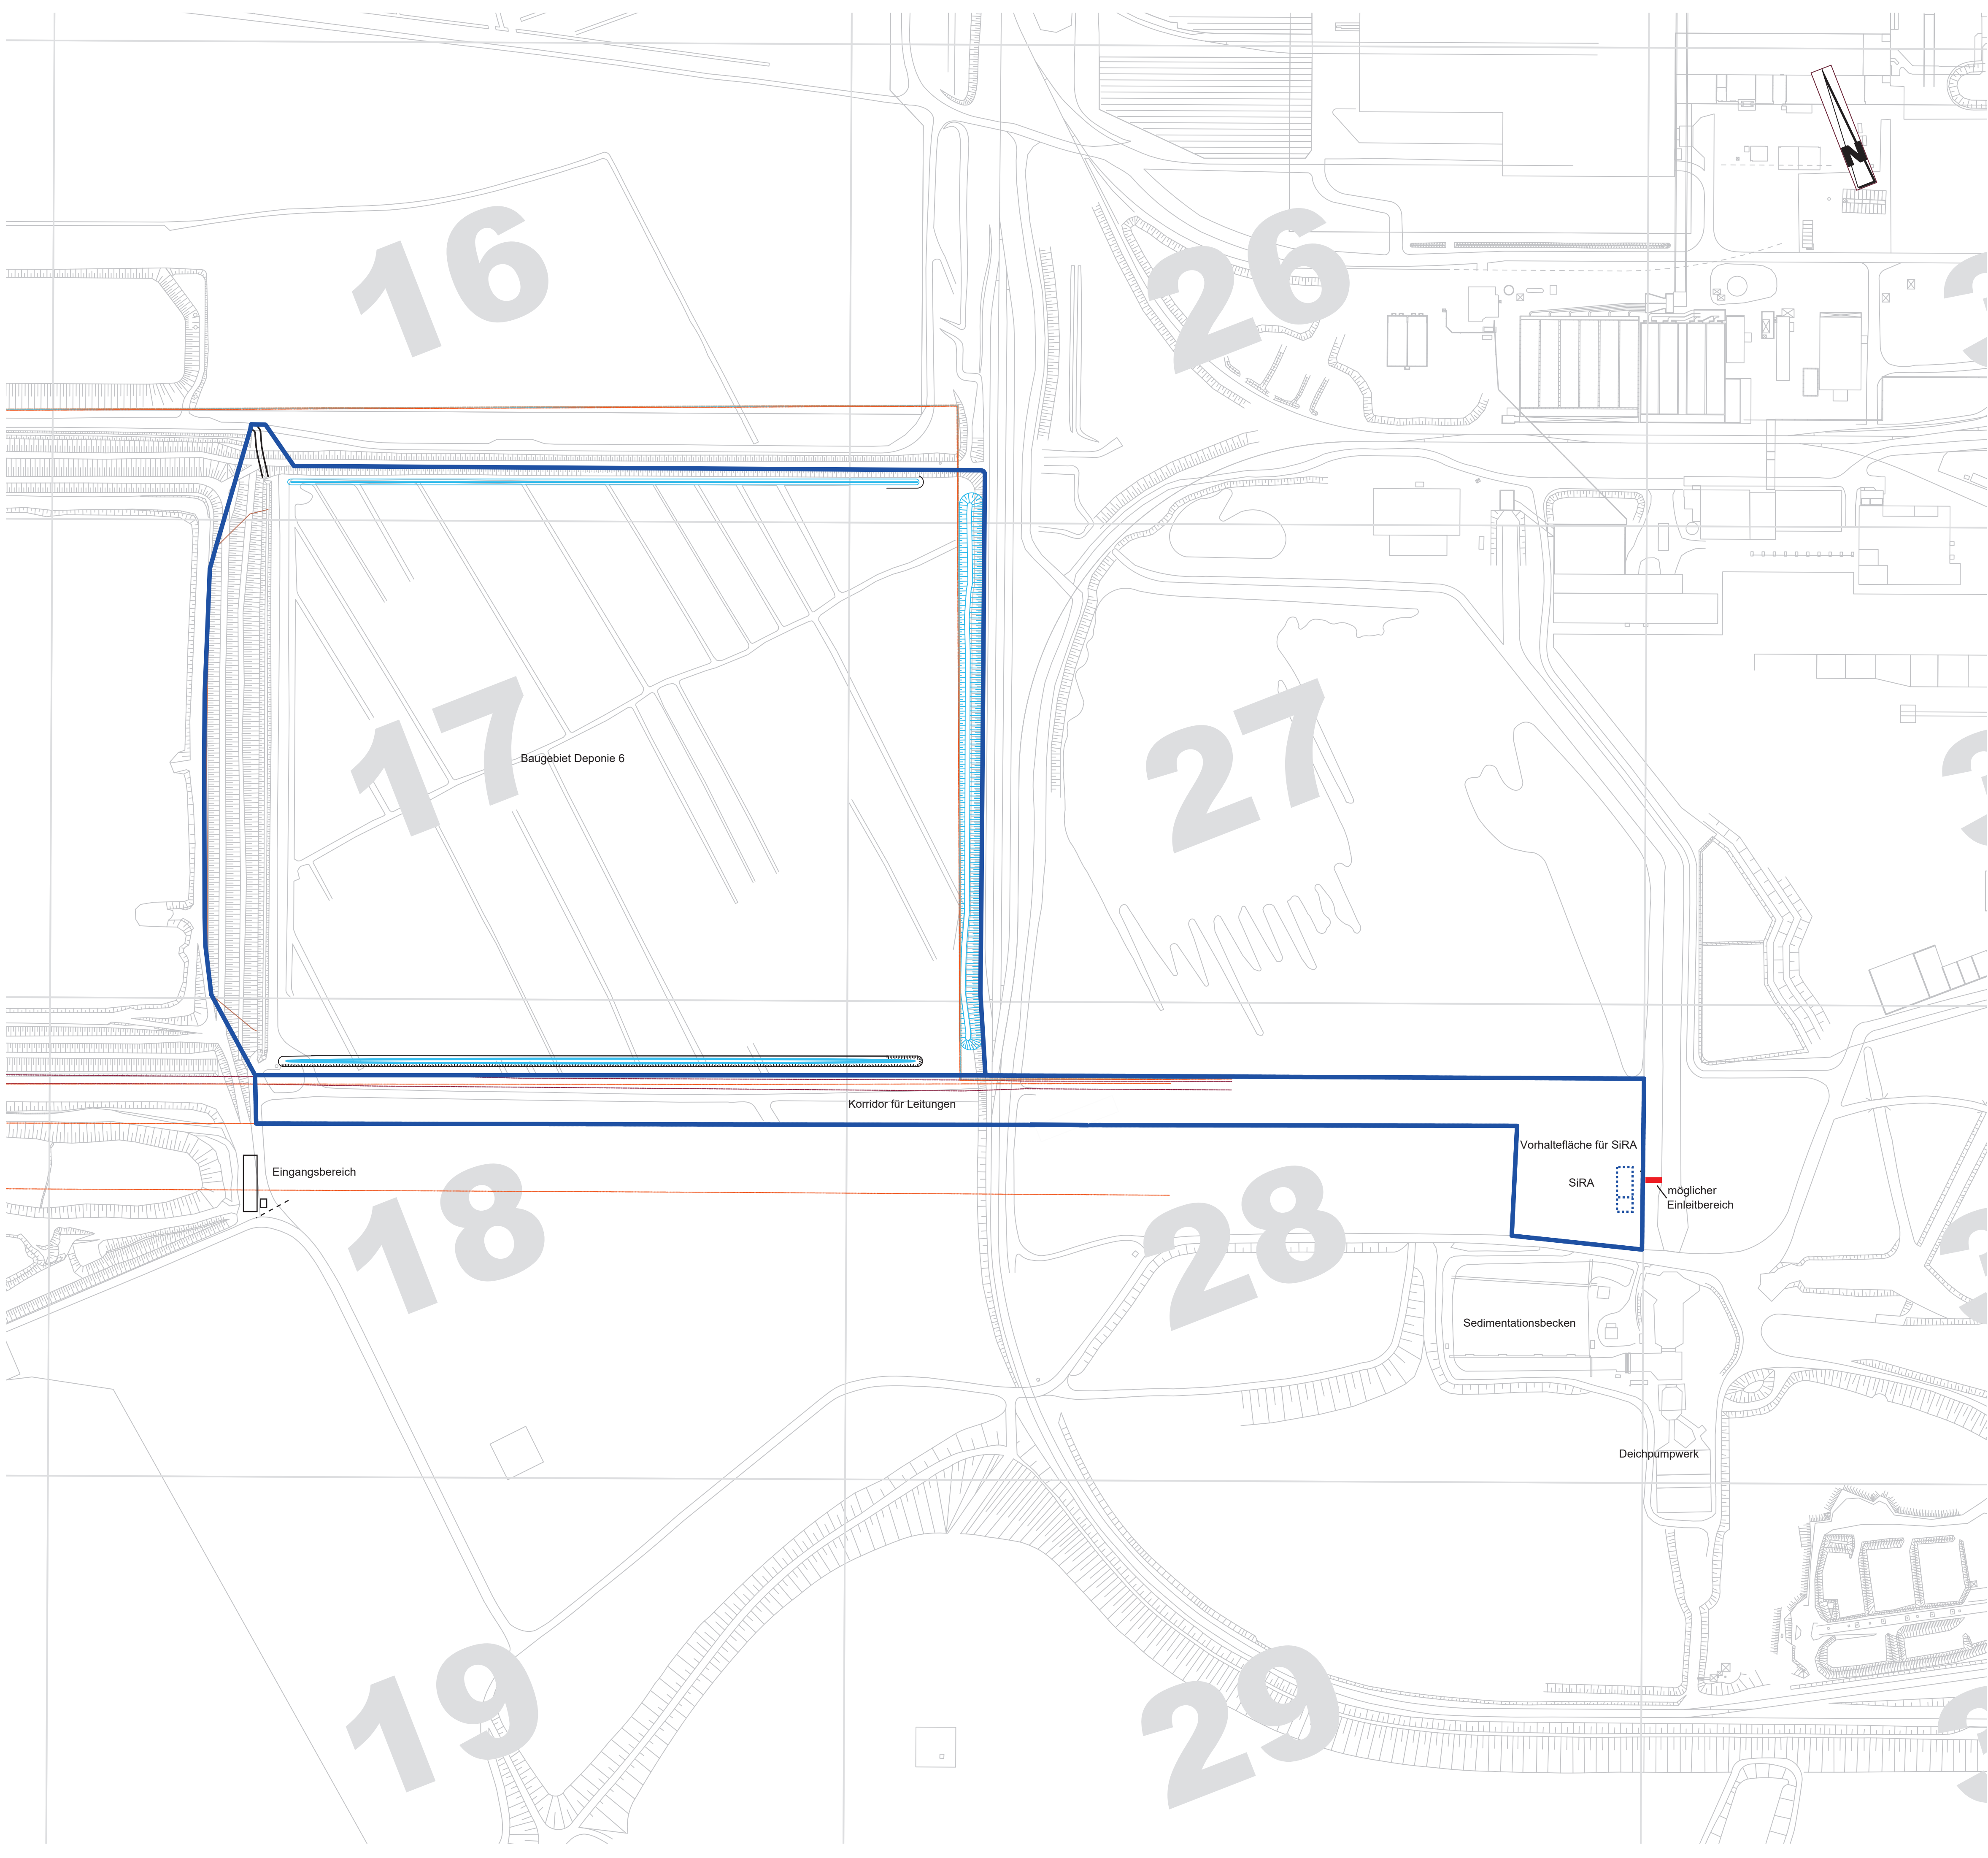 N
16
26
17
27
Baugebiet Deponie 6
Korridor für Leitungen
Vorhaltefläche für SiRA
Eingangsbereich
SiRA
möglicher
Einleitbereich
18
28
Sedimentationsbecken
Deichpumpwerk
19
29